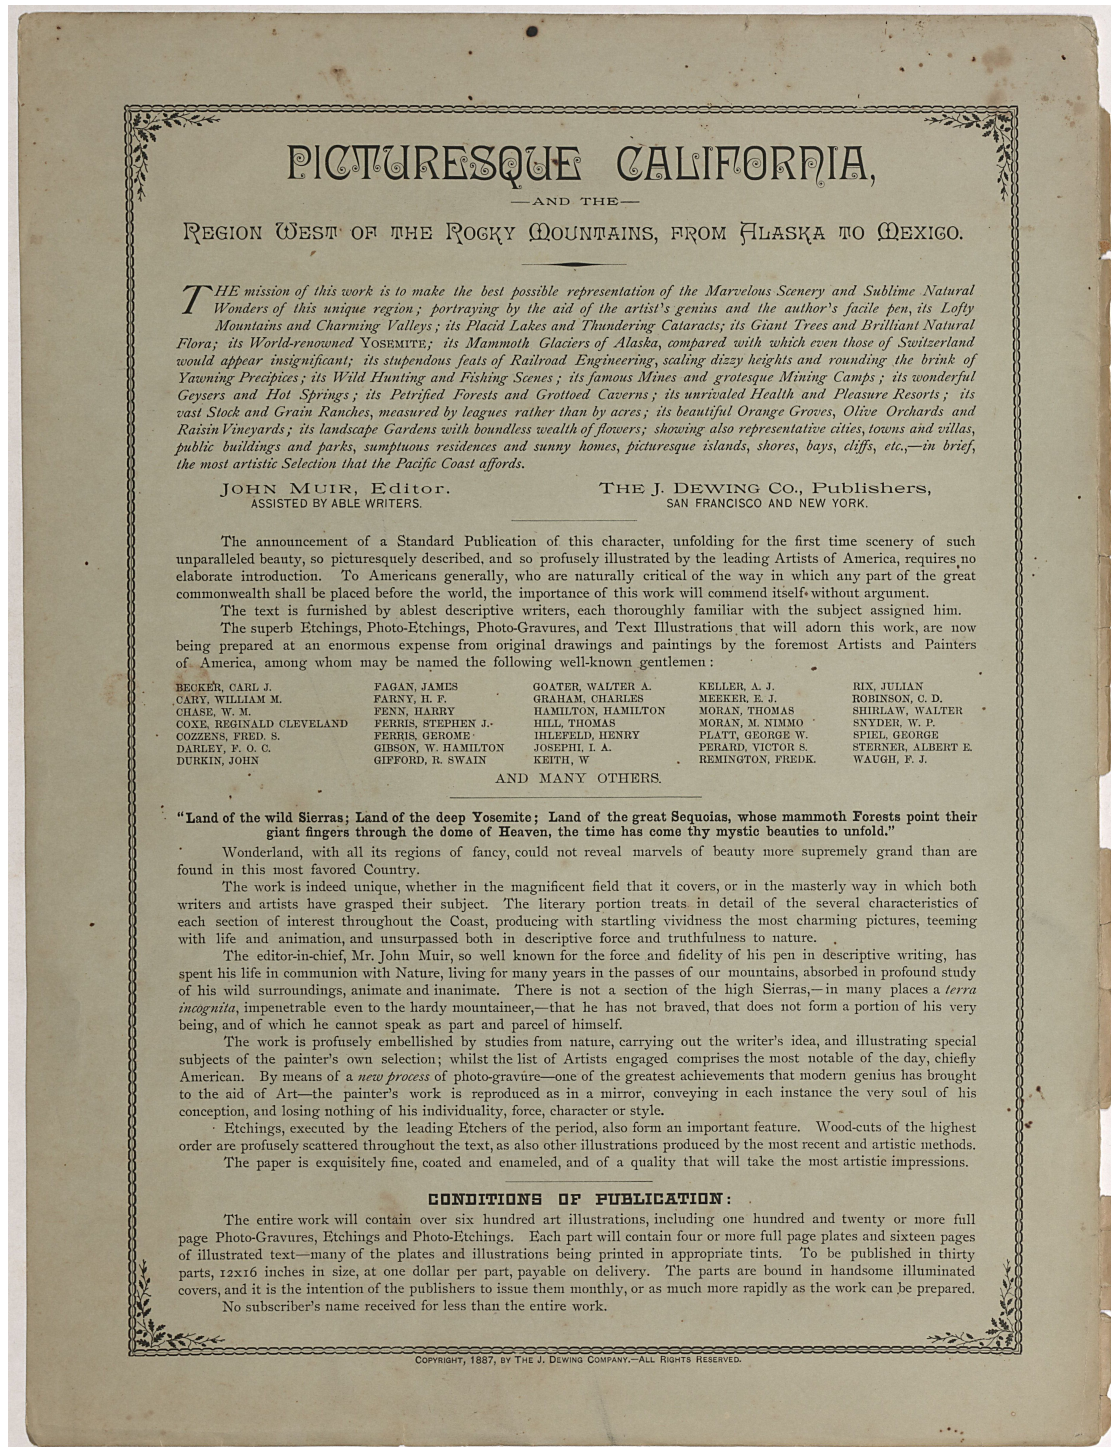 PICTURESQUE CALIFORNIA,
—AND THE—
REGION WEST OF THE ROCKY MOUNTAINS, FROM ALASKA TO MEXICO.
THE mission of this work is to make the best possible representation of the Marvelous Scenery and Sublime Natural
Wonders of this unique region; portraying by the aid of the artist's genius and the author's facile pen, its Lofty
Mountains and Charming Valleys; its Placid Lakes and Thundering Cataracts; its Giant Trees and Brilliant Natural
Flora; its World-renowned YOSEMITE; its Mammoth Glaciers of Alaska, compared with which even those of Switzerland
would appear insignificant; its stupendous feats of Railroad Engineering, scaling dizzy heights and rounding the brink of
Yawning Precipices; its Wild Hunting and Fishing Scenes; its famous Mines and grotesque Mining Camps; its wonderful
Geysers and Hot Springs; its Petrified Forests and Grottoed Caverns; its unrivaled Health and Pleasure Resorts; its
vast Stock and Grain Ranches, measured by leagues rather than by acres; its beautiful Orange Groves, Olive Orchards and
Raisin Vineyards; its landscape Gardens with boundless wealth of flowers; showing also representative cities, towns and villas,
public buildings and parks, sumptuous residences and sunny homes, picturesque islands, shores, bays, cliffs, etc.,—in brief,
the most artistic Selection that the Pacific Coast affords.
JOHN MUIR, Editor. THE J. DEWING CO., Publishers,
ASSISTED BY ABLE WRITERS. SAN FRANCISCO AND NEW YORK.
The announcement of a Standard Publication of this character, unfolding for the first time scenery of such
unparalleled beauty, so picturesquely described, and so profusely illustrated by the leading Artists of America, requires no
elaborate introduction. To Americans generally, who are naturally critical of the way in which any part of the great
commonwealth shall be placed before the world, the importance of this work will commend itself without argument.
The text is furnished by ablest descriptive writers, each thoroughly familiar with the subject assigned him.
The superb Etchings, Photo-Etchings, Photo-Gravures, and Text Illustrations that will adorn this work, are now
being prepared at an enormous expense from original drawings and paintings by the foremost Artists and Painters
of America, among whom may be named the following well-known gentlemen:
BECKER, CARL J. FAGAN, JAMES GOATER, WALTER A. KELLER, A. J. RIX, JULIAN
CARY, WILLIAM M. FARNY, H. F. GRAHAM, CHARLES MEEKER, E. J. ROBINSON, C. D.
CHASE, W. M. FENN, HARRY HAMILTON, HAMILTON MORAN, THOMAS SHIRLAW, WALTER
COXE, REGINALD CLEVELAND FERRIS, STEPHEN J. HILL, THOMAS MORAN, M. NIMMO SNYDER, W. P.
COZZENS, FRED. S. FERRIS, GEROME IHLEFELD, HENRY PLATT, GEORGE W. SPIEL, GEORGE
DARLEY, F. O. C. GIBSON, W. HAMILTON JOSEPHI, I. A. PERARD, VICTOR S. STERNER, ALBERT E.
DURKIN, JOHN GIFFORD, R. SWAIN KEITH, W REMINGTON, FREDK. WAUGH, F. J.
AND MANY OTHERS.
"Land of the wild Sierras; Land of the deep Yosemite; Land of the great Sequoias, whose mammoth Forests point their
giant fingers through the dome of Heaven, the time has come thy mystic beauties to unfold."
Wonderland, with all its regions of fancy, could not reveal marvels of beauty more supremely grand than are
found in this most favored Country.
The work is indeed unique, whether in the magnificent field that it covers, or in the masterly way in which both
writers and artists have grasped their subject. The literary portion treats in detail of the several characteristics of
each section of interest throughout the Coast, producing with startling vividness the most charming pictures, teeming
with life and animation, and unsurpassed both in descriptive force and truthfulness to nature.
The editor-in-chief, Mr. John Muir, so well known for the force and fidelity of his pen in descriptive writing, has
spent his life in communion with Nature, living for many years in the passes of our mountains, absorbed in profound study
of his wild surroundings, animate and inanimate. There is not a section of the high Sierras,—in many places a terra
incognita, impenetrable even to the hardy mountaineer,—that he has not braved, that does not form a portion of his very
being, and of which he cannot speak as part and parcel of himself.
The work is profusely embellished by studies from nature, carrying out the writer's idea, and illustrating special
subjects of the painter's own selection; whilst the list of Artists engaged comprises the most notable of the day, chiefly
American. By means of a new process of photo-gravure—one of the greatest achievements that modern genius has brought
to the aid of Art—the painter's work is reproduced as in a mirror, conveying in each instance the very soul of his
conception, and losing nothing of his individuality, force, character or style.
Etchings, executed by the leading Etchers of the period, also form an important feature. Wood-cuts of the highest
order are profusely scattered throughout the text, as also other illustrations produced by the most recent and artistic methods.
The paper is exquisitely fine, coated and enameled, and of a quality that will take the most artistic impressions.
CONDITIONS OF PUBLICATION:
The entire work will contain over six hundred art illustrations, including one hundred and twenty or more full
page Photo-Gravures, Etchings and Photo-Etchings. Each part will contain four or more full page plates and sixteen pages
of illustrated text—many of the plates and illustrations being printed in appropriate tints. To be published in thirty
parts, 12x16 inches in size, at one dollar per part, payable on delivery. The parts are bound in handsome illuminated
covers, and it is the intention of the publishers to issue them monthly, or as much more rapidly as the work can be prepared.
No subscriber's name received for less than the entire work.
COPYRIGHT, 1887, BY THE J. DEWING COMPANY.—ALL RIGHTS RESERVED.